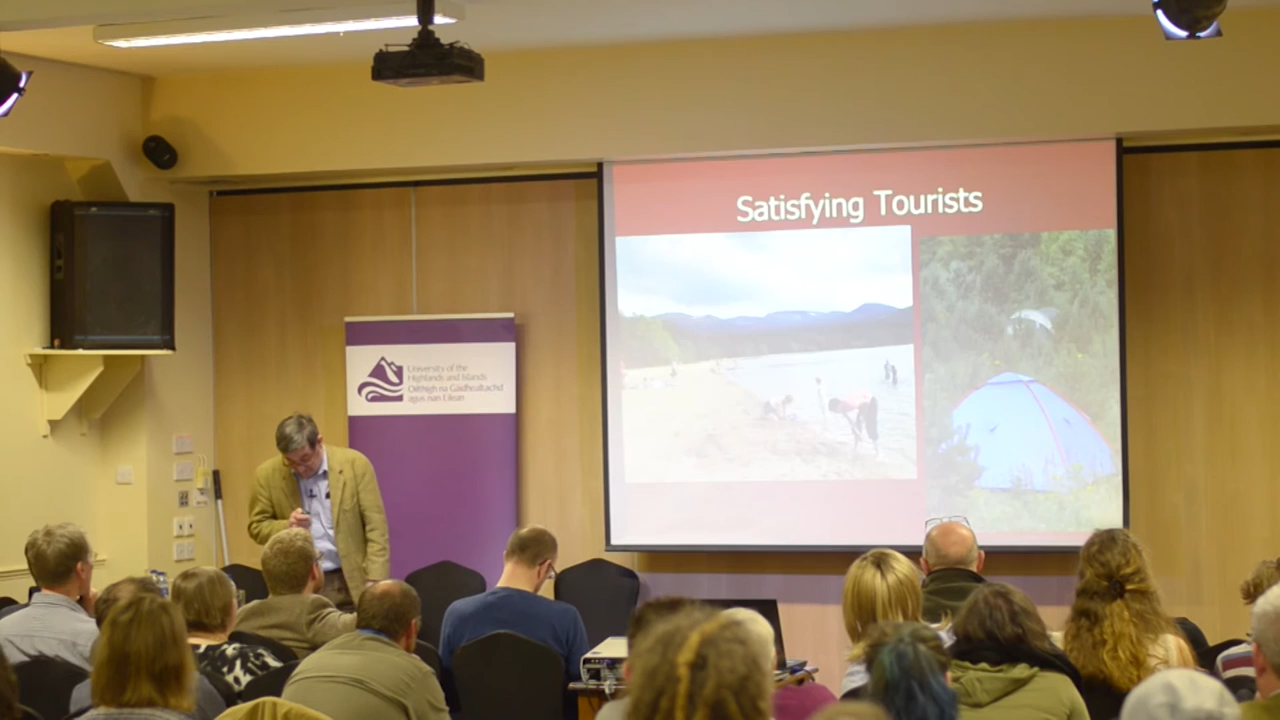 Satisfying Tourists
University of the
Highlands and Islands
Oilthigh na Gàidhealtachd
agus nan Eilean